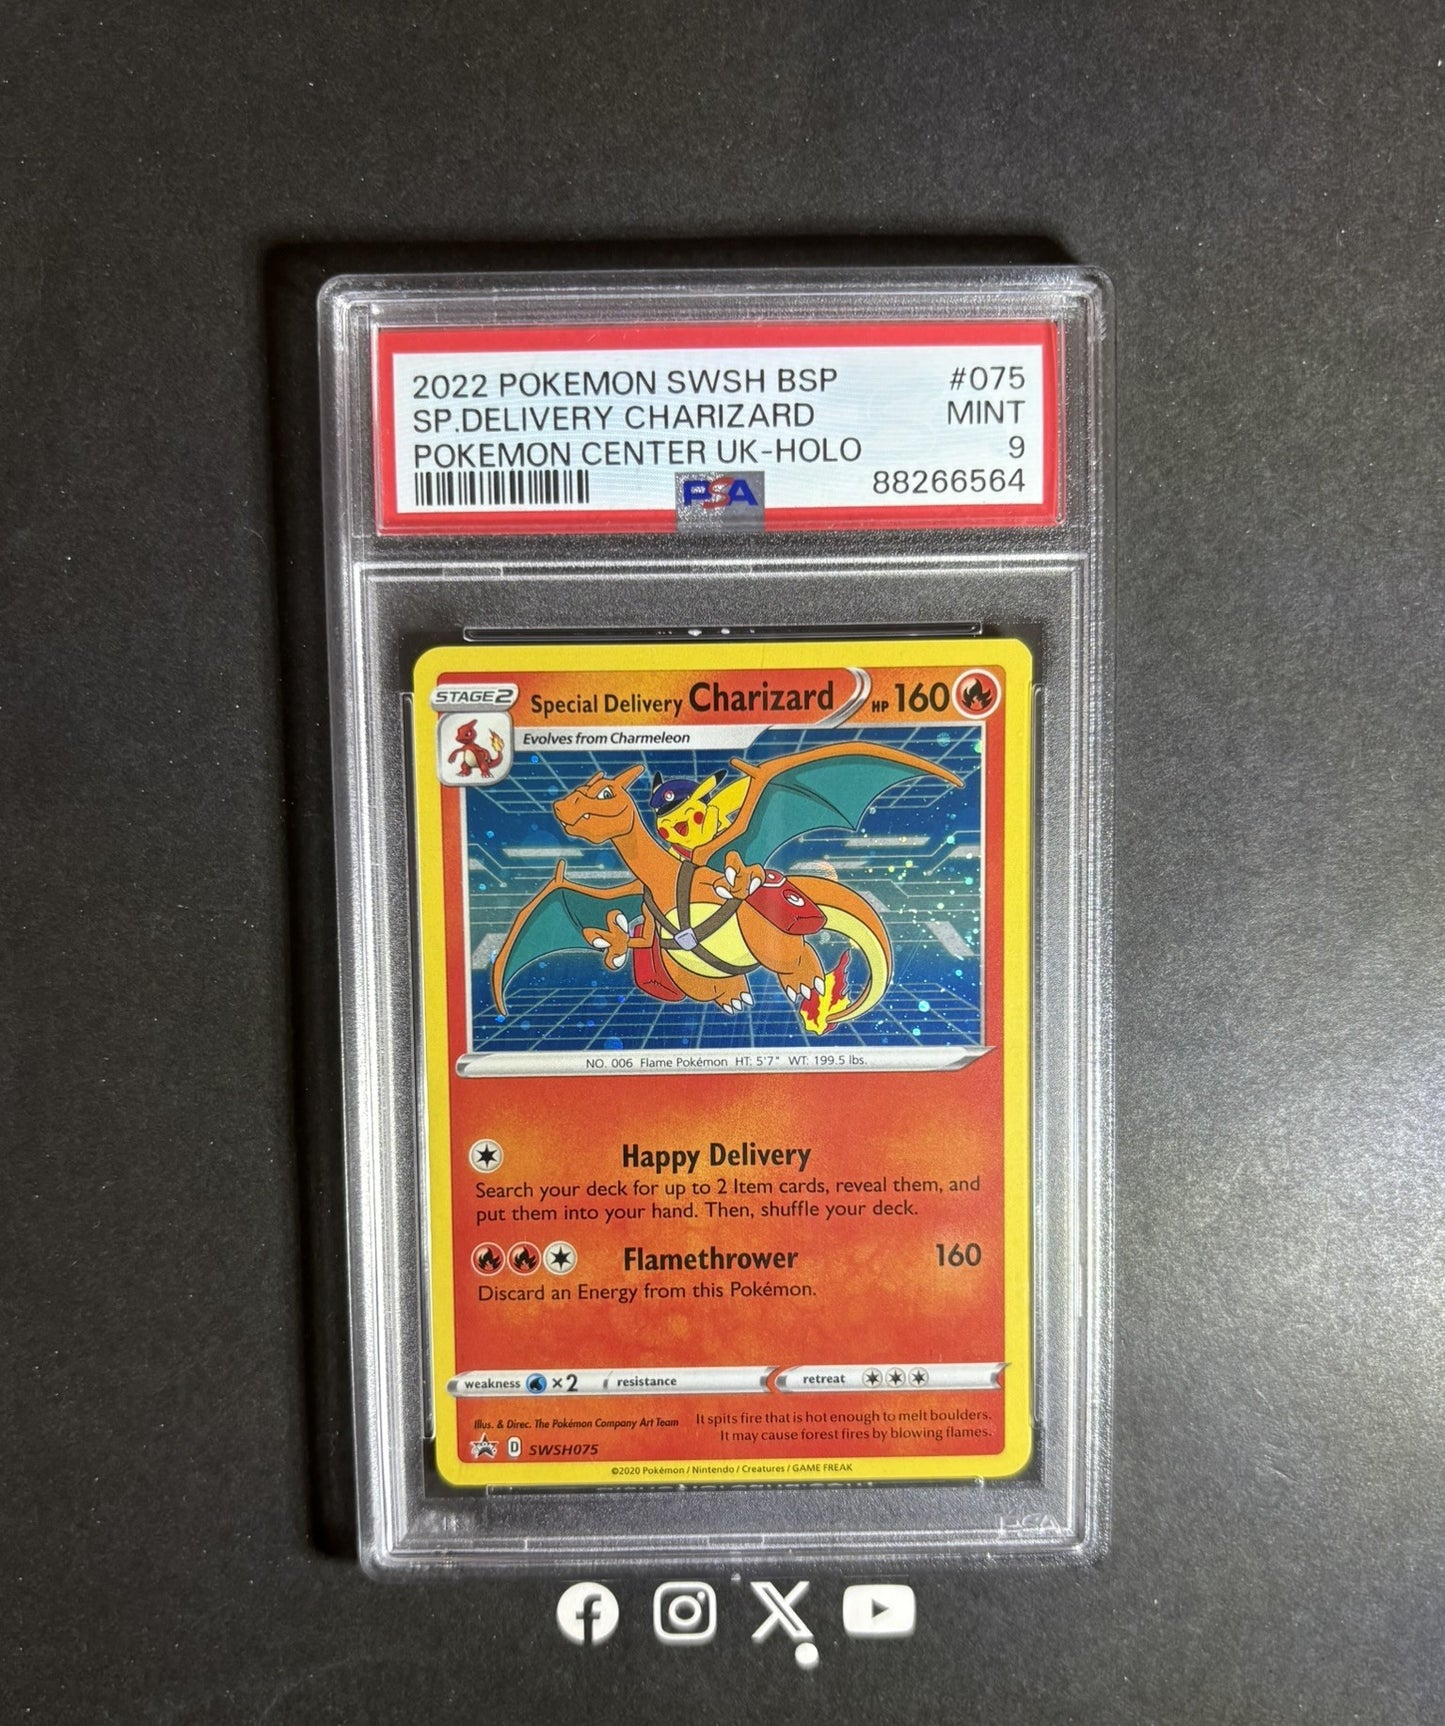 2022 POKEMON SWSH BSP #075
SP.DELIVERY CHARIZARD MINT
POKEMON CENTER UK-HOLO 9
PSA 88266564
STAGE 2 Special Delivery Charizard HP 160
Evolves from Charmeleon
NO. 006 Flame Pokémon HT: 5'7" WT: 199.5 lbs.
Happy Delivery
Search your deck for up to 2 Item cards, reveal them, and
put them into your hand. Then, shuffle your deck.
Flamethrower 160
Discard an Energy from this Pokémon.
weakness ×2 resistance retreat
Illus. & Direc. The Pokémon Company Art Team
It spits fire that is hot enough to melt boulders.
It may cause forest fires by blowing flames.
D SWSH075
©2020 Pokémon / Nintendo / Creatures / GAME FREAK
PSA